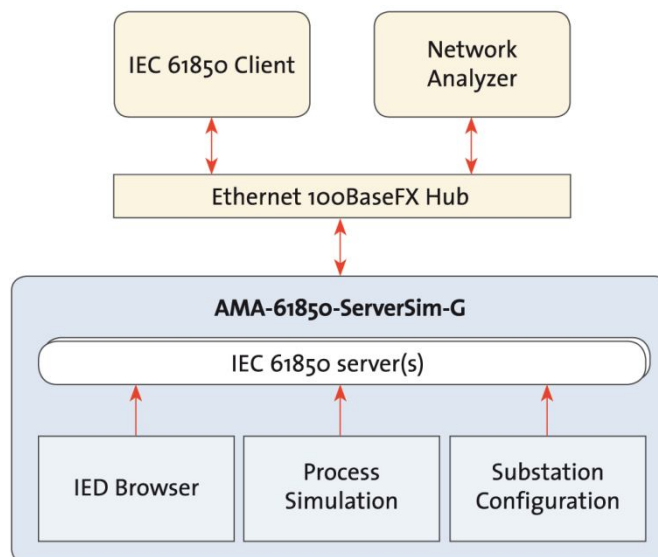 IEC 61850 Client
Network
Analyzer
Ethernet 100BaseFX Hub
AMA-61850-ServerSim-G
IEC 61850 server(s)
IED Browser
Process
Simulation
Substation
Configuration